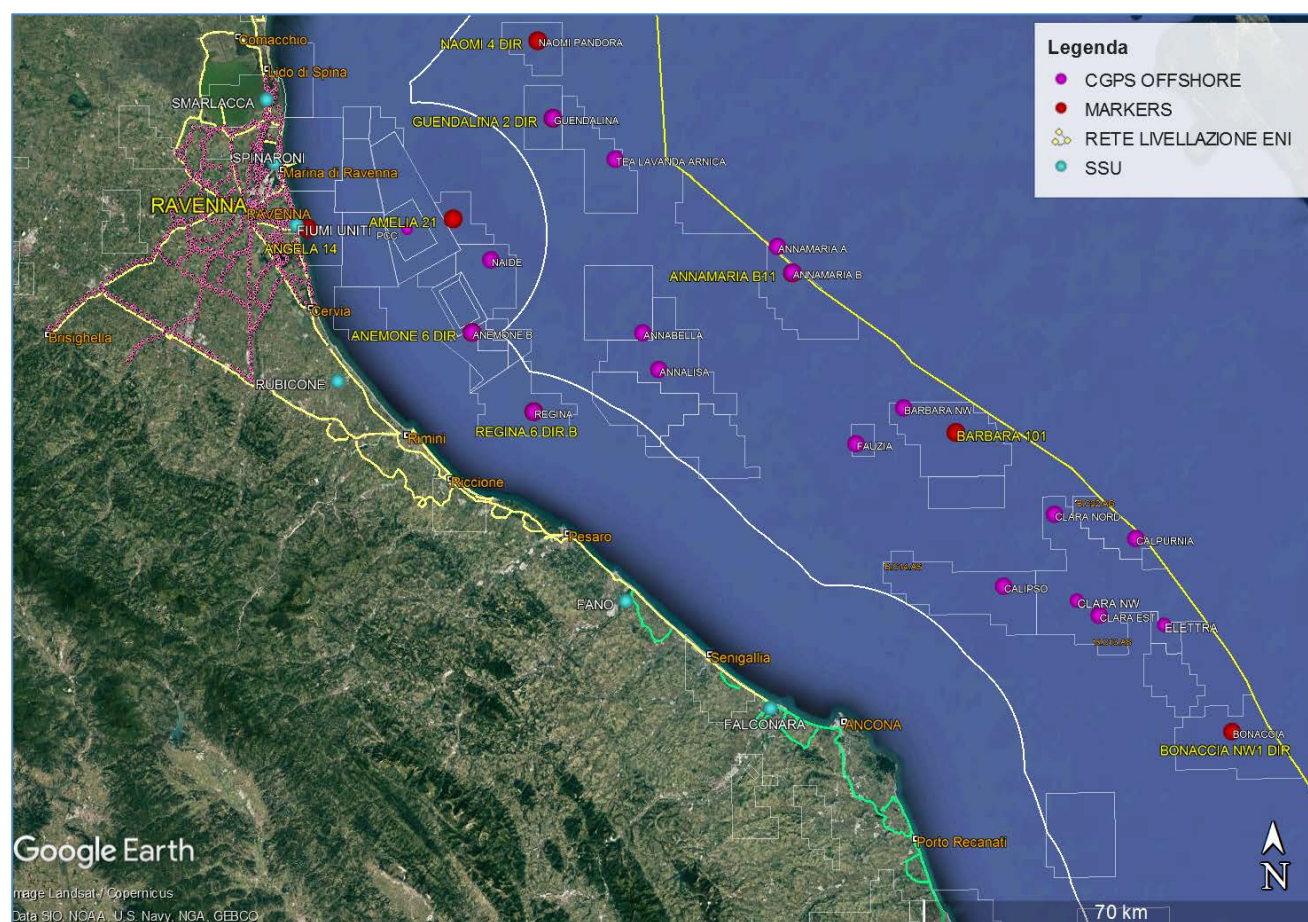 Legenda
CGPS OFFSHORE
MARKERS
RETE LIVELLAZIONE ENI
SSU
Comacchio
Lido di Spina
SMARLACCA
SPINARONI
Marina di Ravenna
RAVENNA
RAVENNA
FIUMI UNITI
ANGELA 14
Cervia
Brisighella
RUBICONE
Rimini
Riccione
Pesaro
FANO
Senigallia
FALCONARA
ANCONA
Porto Recanati
NAOMI 4 DIR
NAOMI PANDORA
GUENDALINA 2 DIR
GUENDALINA
TEA LAVANDA ARNICA
AMELIA 21
PCC
NAIDE
ANNAMARIA A
ANNAMARIA B11
ANNAMARIA B
ANEMONE 6 DIR
ANEMONE B
ANNABELLA
ANNALISA
REGINA
REGINA 6 DIR B
BARBARA NW
BARBARA 101
FAUZIA
CLARA NORD
CALPURNIA
CALIPSO
CLARA NW
CLARA EST
ELETTRA
BONACCIA
BONACCIA NW1 DIR
Google Earth
Image Landsat / Copernicus
Data SIO, NOAA, U.S. Navy, NGA, GEBCO
70 km
N